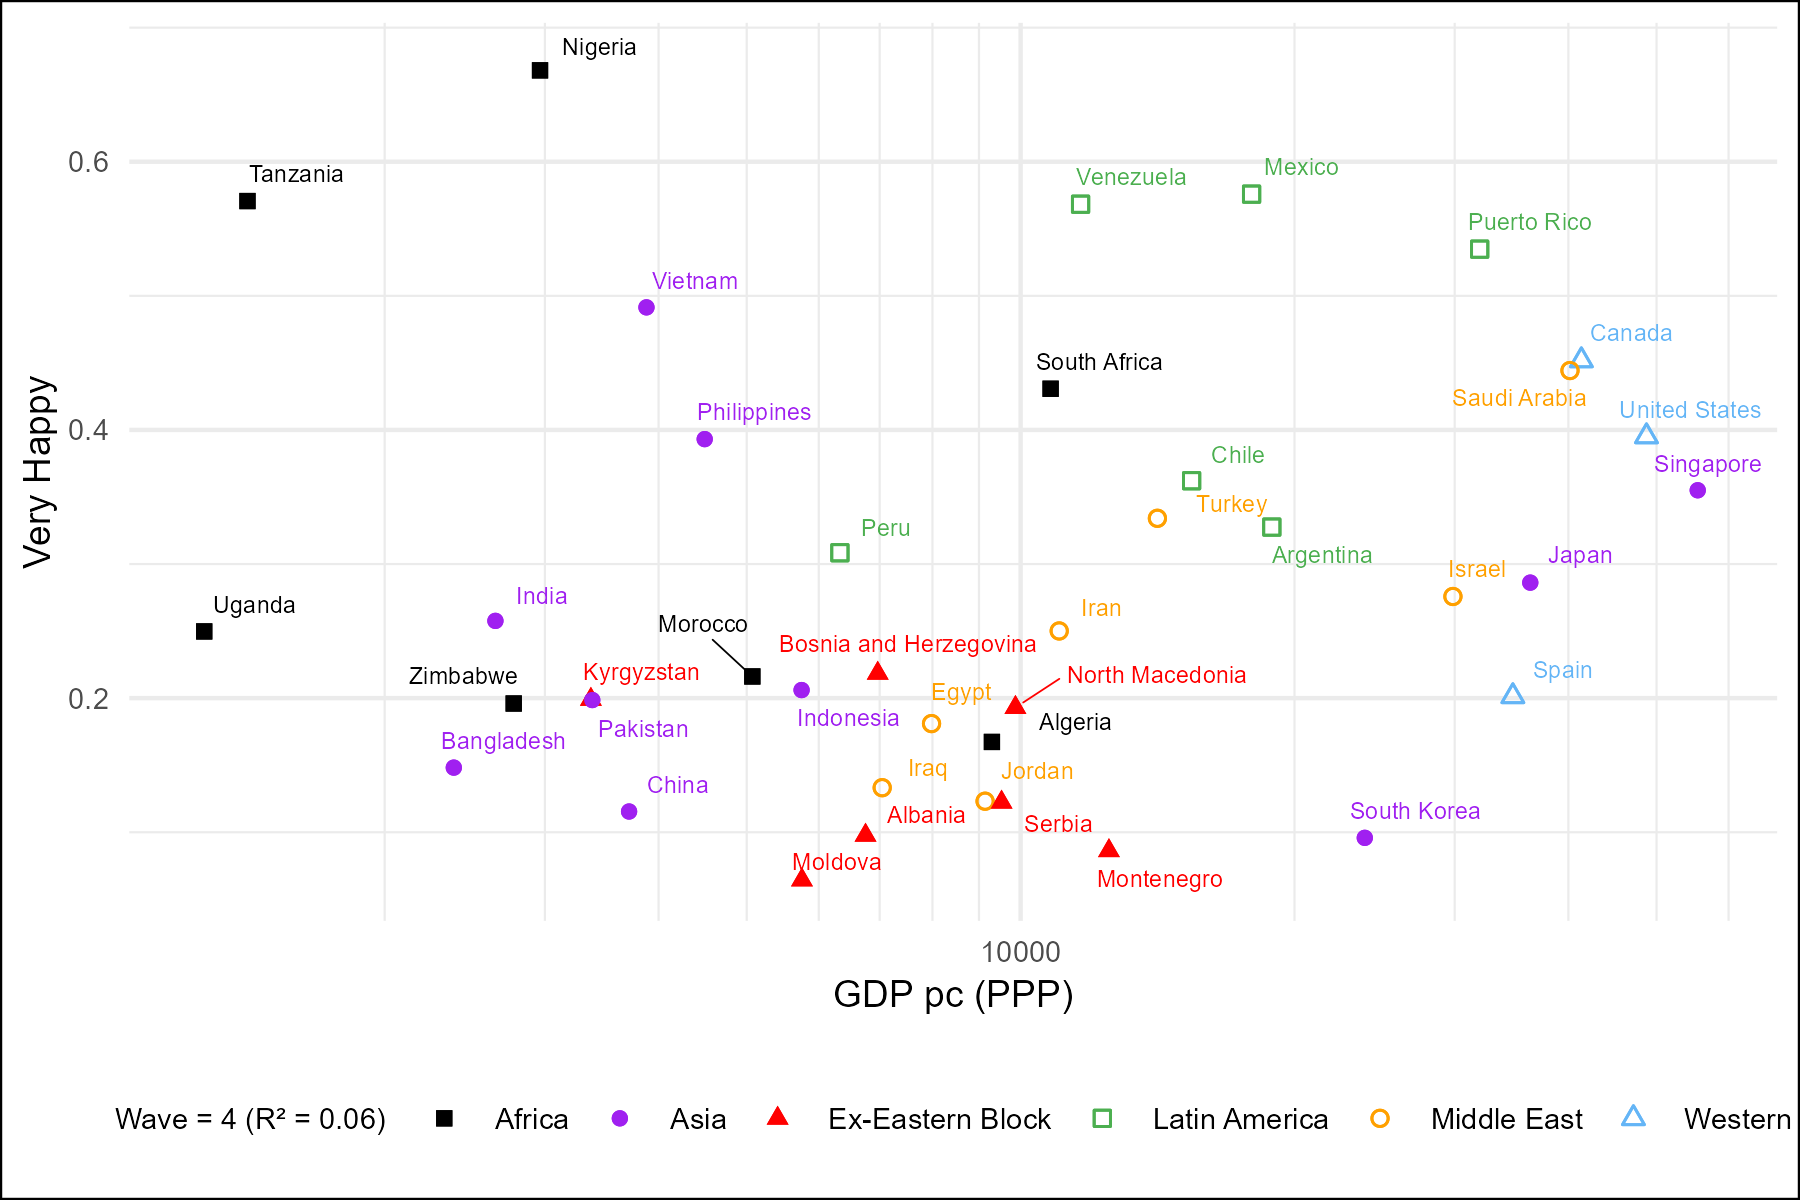 Nigeria
0.6
Tanzania
Venezuela
Mexico
Puerto Rico
Vietnam
Canada
South Africa
Saudi Arabia
United States
Philippines
0.4
Chile
Singapore
Turkey
Peru
Argentina
Japan
Israel
India
Uganda
Iran
Morocco
Bosnia and Herzegovina
Zimbabwe
Kyrgyzstan
North Macedonia
Spain
Egypt
0.2
Indonesia
Algeria
Pakistan
Bangladesh
Iraq
Jordan
China
Albania
South Korea
Serbia
Moldova
Montenegro
Very Happy
10000
GDP pc (PPP)
Wave = 4 (R² = 0.06) Africa Asia Ex-Eastern Block Latin America Middle East Western